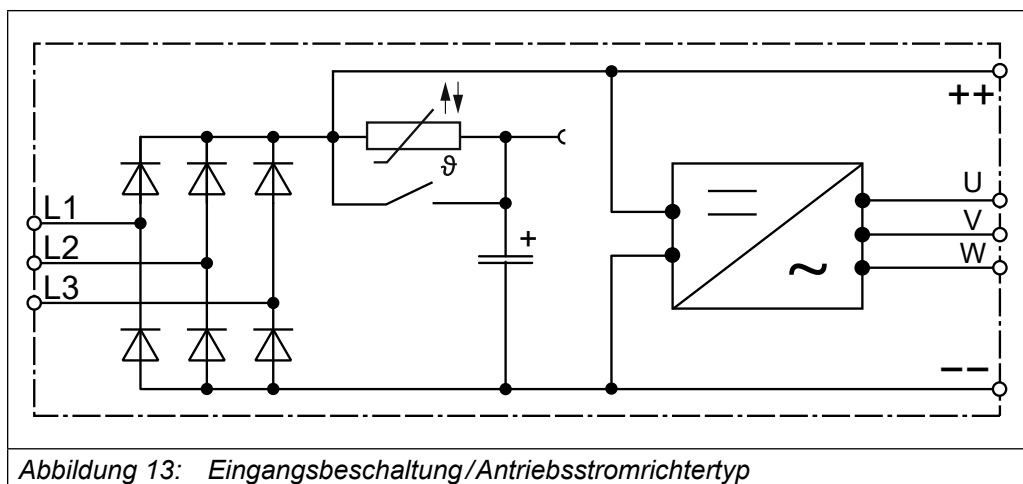 ++
ϑ
L1
L2
L3
+
U
V
W
~
−−
Abbildung 13: Eingangsbeschaltung/Antriebsstromrichtertyp